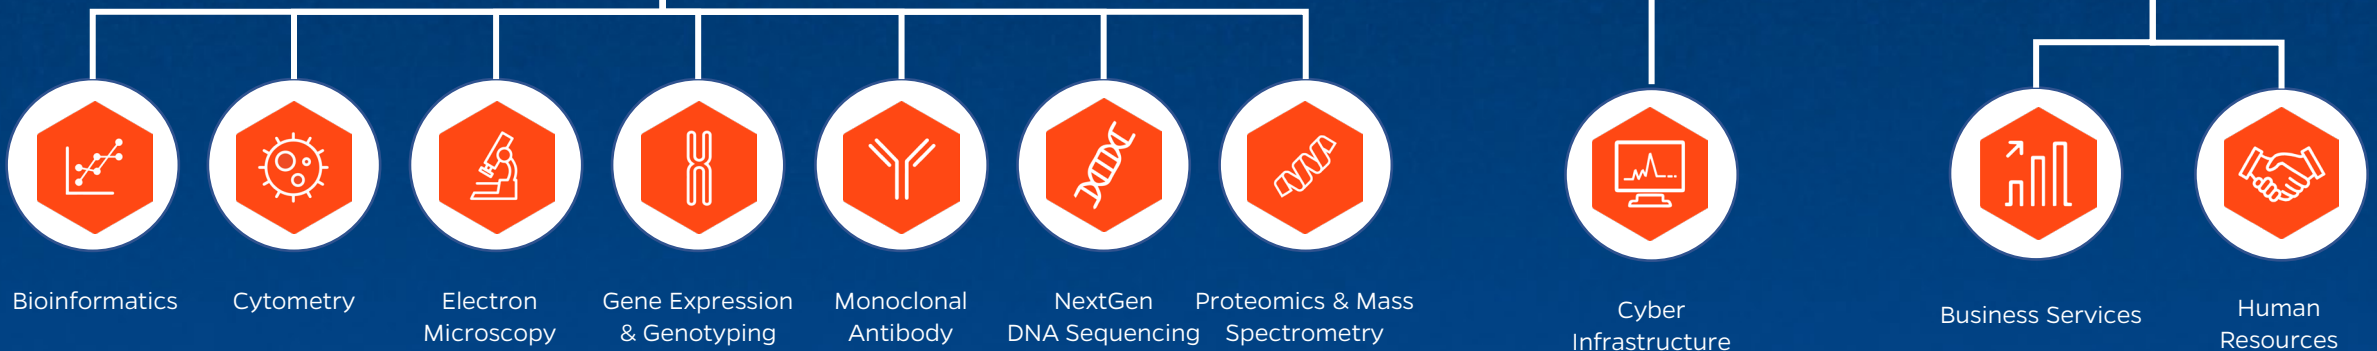 Bioinformatics
Cytometry
Electron
Microscopy
Gene Expression
& Genotyping
Monoclonal
Antibody
NextGen
DNA Sequencing
Proteomics & Mass
Spectrometry
Cyber
Infrastructure
Business Services
Human
Resources